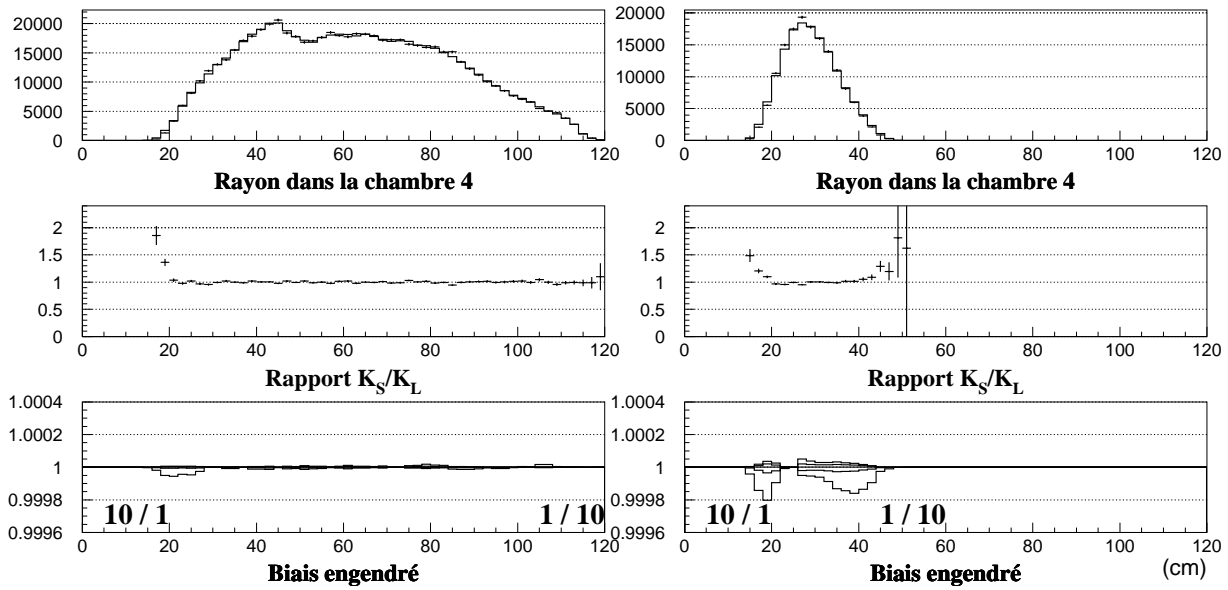 20000
15000
10000
5000
0
0 20 40 60 80 100 120
Rayon dans la chambre 4
20000
15000
10000
5000
0
0 20 40 60 80 100 120
Rayon dans la chambre 4
2
1.5
1
0.5
0
0 20 40 60 80 100 120
Rapport K_S/K_L
2
1.5
1
0.5
0
0 20 40 60 80 100 120
Rapport K_S/K_L
1.0004
1.0002
1
0.9998
0.9996
10 / 1
1 / 10
0 20 40 60 80 100 120
Biais engendré
1.0004
1.0002
1
0.9998
0.9996
10 / 1
1 / 10
0 20 40 60 80 100 120
Biais engendré
(cm)